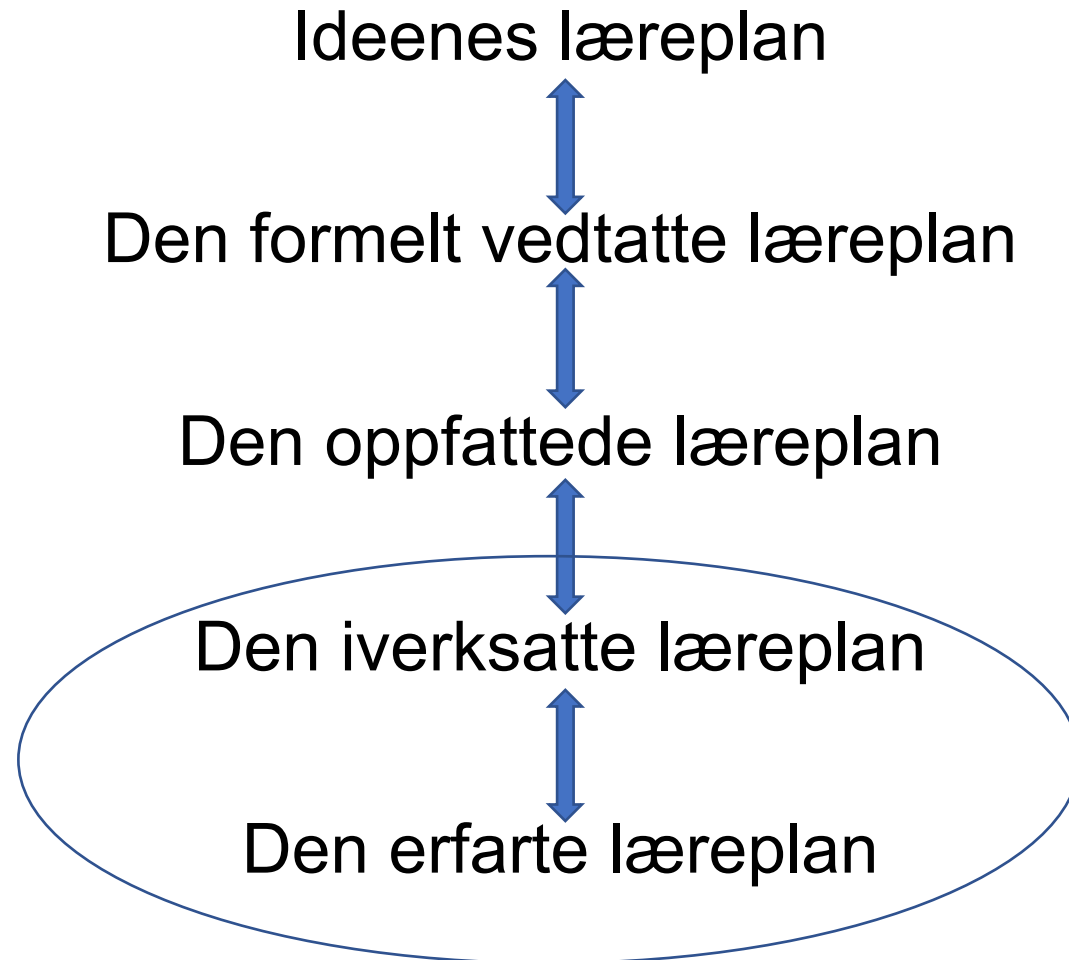 Ideenes læreplan
Den formelt vedtatte læreplan
Den oppfattede læreplan
Den iverksatte læreplan
Den erfarte læreplan